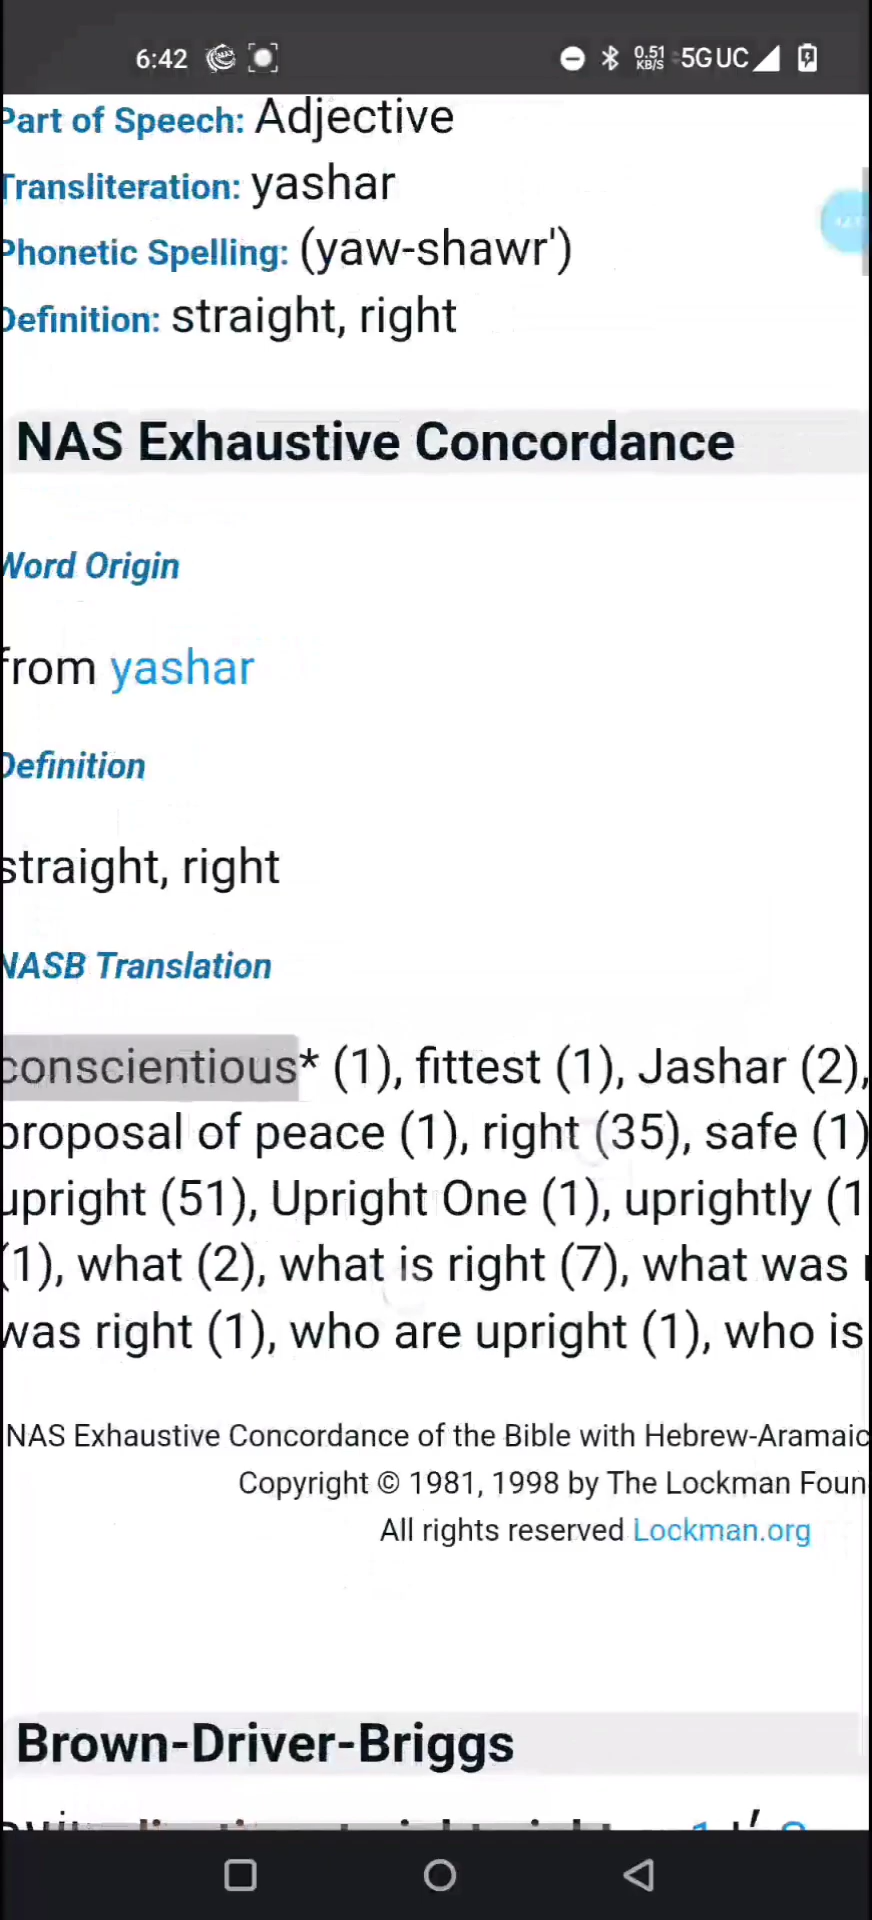 6:42 0.51 KB/S 5G UC
Part of Speech: Adjective
Transliteration: yashar
Phonetic Spelling: (yaw-shawr')
Definition: straight, right
NAS Exhaustive Concordance
Word Origin
from yashar
Definition
straight, right
NASB Translation
conscientious* (1), fittest (1), Jashar (2),
proposal of peace (1), right (35), safe (1)
upright (51), Upright One (1), uprightly (1
(1), what (2), what is right (7), what was
was right (1), who are upright (1), who is
NAS Exhaustive Concordance of the Bible with Hebrew-Aramaic
Copyright © 1981, 1998 by The Lockman Foun
All rights reserved Lockman.org
Brown-Driver-Briggs